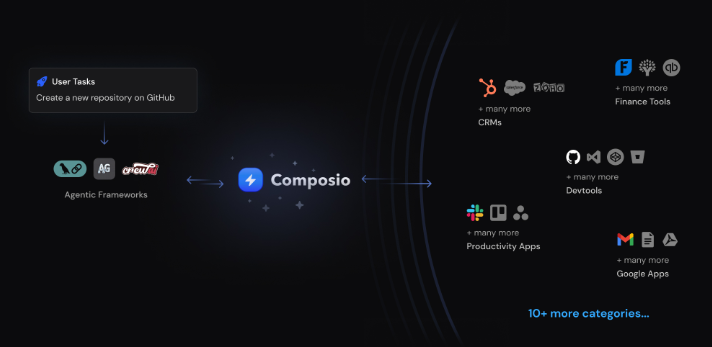 User Tasks
Create a new repository on GitHub
AG
crewai
Agentic Frameworks
Composio
salesforce
ZOHO
+ many more
CRMs
qb
+ many more
Finance Tools
+ many more
Devtools
+ many more
Productivity Apps
+ many more
Google Apps
10+ more categories...